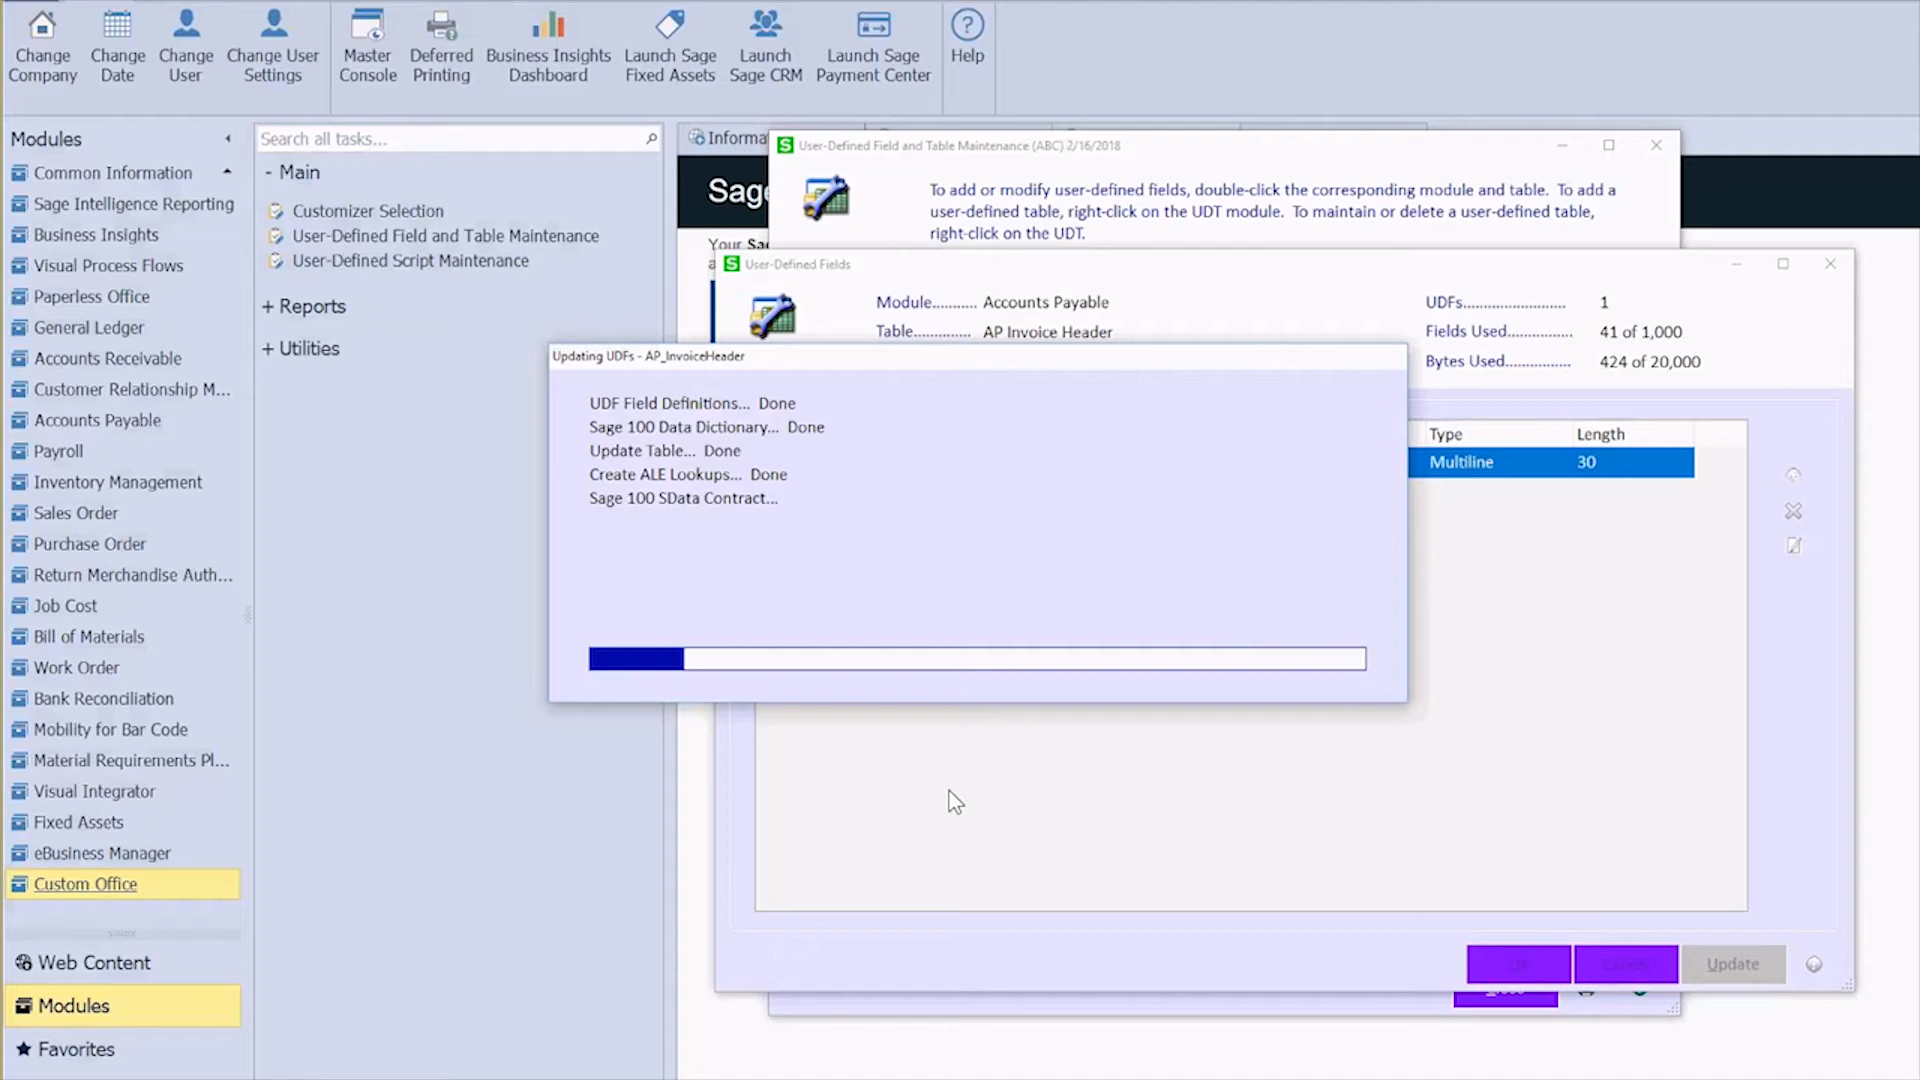 Change Company
Change Date
Change User
Change User Settings
Master Console
Deferred Printing
Business Insights Dashboard
Launch Sage Fixed Assets
Launch Sage CRM
Launch Sage Payment Center
Help
Modules
Common Information
Sage Intelligence Reporting
Business Insights
Visual Process Flows
Paperless Office
General Ledger
Accounts Receivable
Customer Relationship M...
Accounts Payable
Payroll
Inventory Management
Sales Order
Purchase Order
Return Merchandise Auth...
Job Cost
Bill of Materials
Work Order
Bank Reconciliation
Mobility for Bar Code
Material Requirements Pl...
Visual Integrator
Fixed Assets
eBusiness Manager
Custom Office
Web Content
Modules
Favorites
Search all tasks...
- Main
Customizer Selection
User-Defined Field and Table Maintenance
User-Defined Script Maintenance
+ Reports
+ Utilities
Informa
Sage
Your Sa
S User-Defined Field and Table Maintenance (ABC) 2/16/2018
To add or modify user-defined fields, double-click the corresponding module and table. To add a
user-defined table, right-click on the UDT module. To maintain or delete a user-defined table,
right-click on the UDT.
S User-Defined Fields
Module........... Accounts Payable
Table.............. AP Invoice Header
UDFs.......................... 1
Fields Used................. 41 of 1,000
Bytes Used................. 424 of 20,000
Type Length
Multiline 30
Updating UDFs - AP_InvoiceHeader
UDF Field Definitions... Done
Sage 100 Data Dictionary... Done
Update Table... Done
Create ALE Lookups... Done
Sage 100 SData Contract...
Update